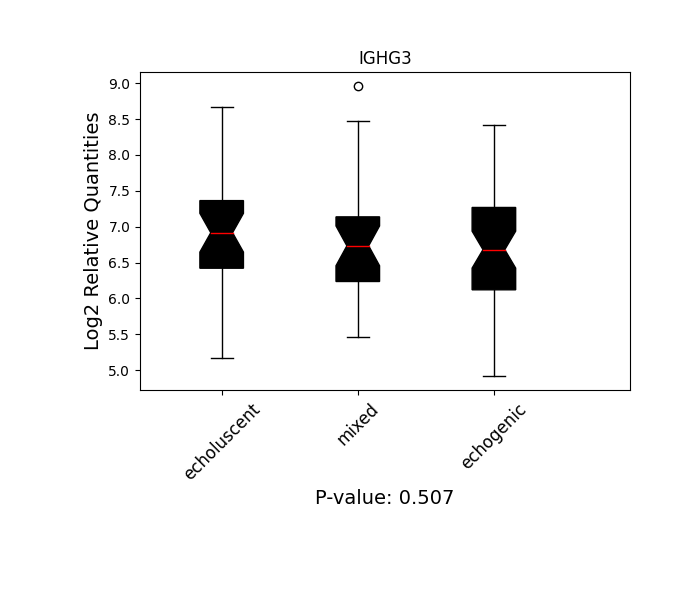 IGHG3
Log2 Relative Quantities
9.0
8.5
8.0
7.5
7.0
6.5
6.0
5.5
5.0
echoluscent
mixed
echogenic
P-value: 0.507